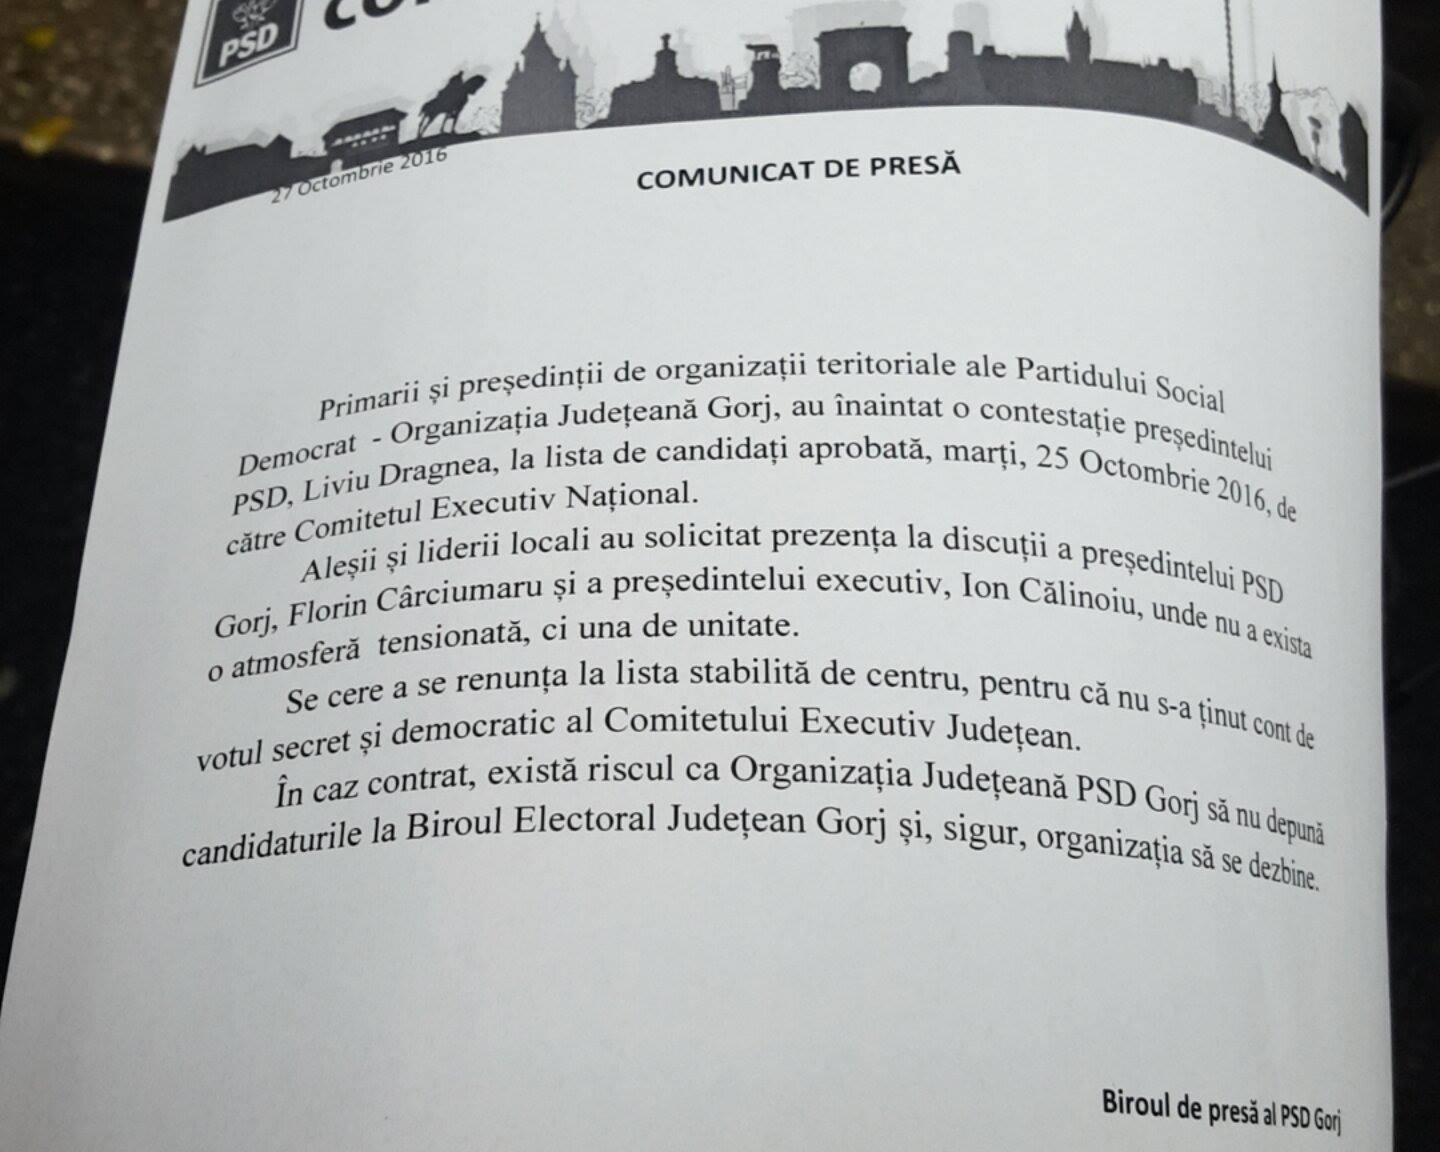 PSD
27 Octombrie 2016
COMUNICAT DE PRESĂ
Primarii și președinții de organizații teritoriale ale Partidului Social
Democrat - Organizația Județeană Gorj, au înaintat o contestație președintelui
PSD, Liviu Dragnea, la lista de candidați aprobată, marți, 25 Octombrie 2016, de
către Comitetul Executiv Național.
Aleșii și liderii locali au solicitat prezența la discuții a președintelui PSD
Gorj, Florin Cârciumaru și a președintelui executiv, Ion Călinoiu, unde nu a exista
o atmosferă tensionată, ci una de unitate.
Se cere a se renunța la lista stabilită de centru, pentru că nu s-a ținut cont de
votul secret și democratic al Comitetului Executiv Județean.
În caz contrat, există riscul ca Organizația Județeană PSD Gorj să nu depună
candidaturile la Biroul Electoral Județean Gorj și, sigur, organizația să se dezbine.
Biroul de presă al PSD Gorj